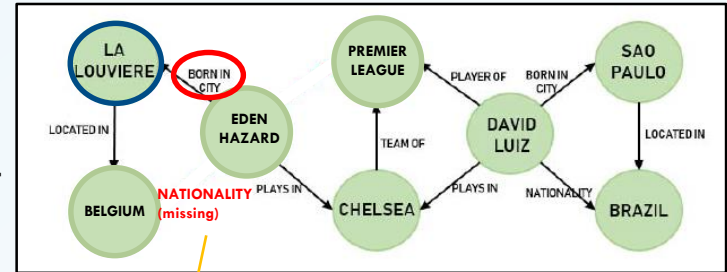 LA
LOUVIERE
BORN IN
CITY
PREMIER
LEAGUE
SAO
PAULO
PLAYER OF
BORN IN
CITY
EDEN
HAZARD
LOCATED IN
TEAM OF
DAVID
LUIZ
LOCATED IN
BELGIUM
NATIONALITY
(missing)
PLAYS IN
CHELSEA
PLAYS IN
NATIONALITY
BRAZIL